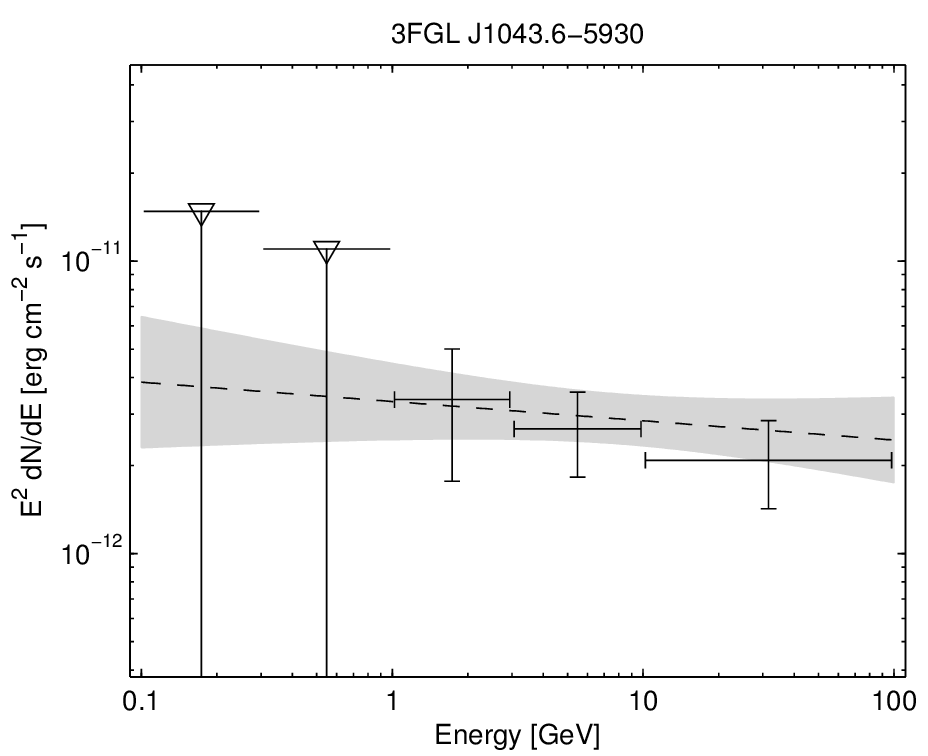 3FGL J1043.6−5930
E² dN/dE [erg cm⁻² s⁻¹]
10⁻¹¹
10⁻¹²
0.1 1 10 100
Energy [GeV]